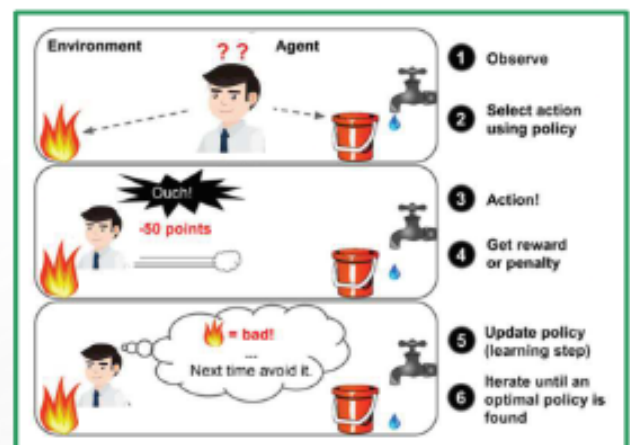 Environment
Agent
? ?
1 Observe
2 Select action
using policy
Ouch!
-50 points
3 Action!
4 Get reward
or penalty
= bad!
...
Next time avoid it.
5 Update policy
(learning step)
6 Iterate until an
optimal policy is
found